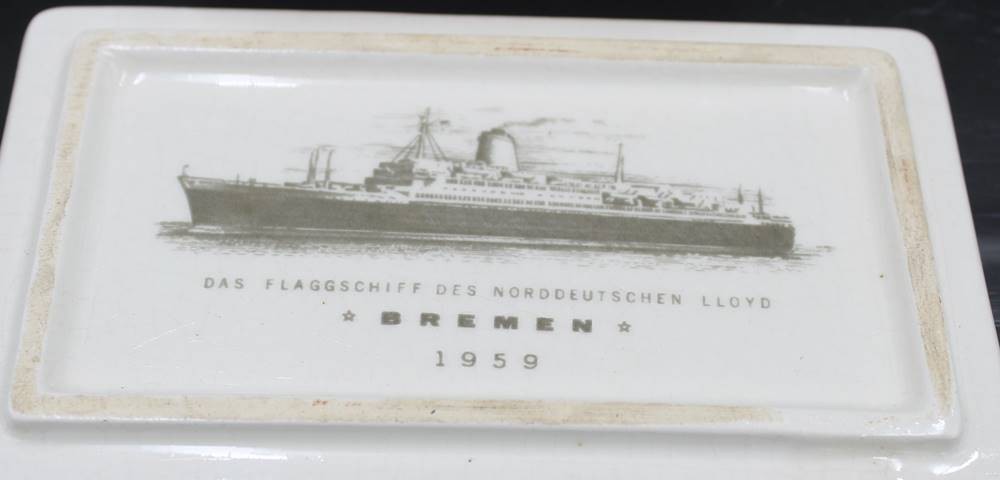 DAS FLAGGSCHIFF DES NORDDEUTSCHEN LLOYD
☆ BREMEN ☆
1959